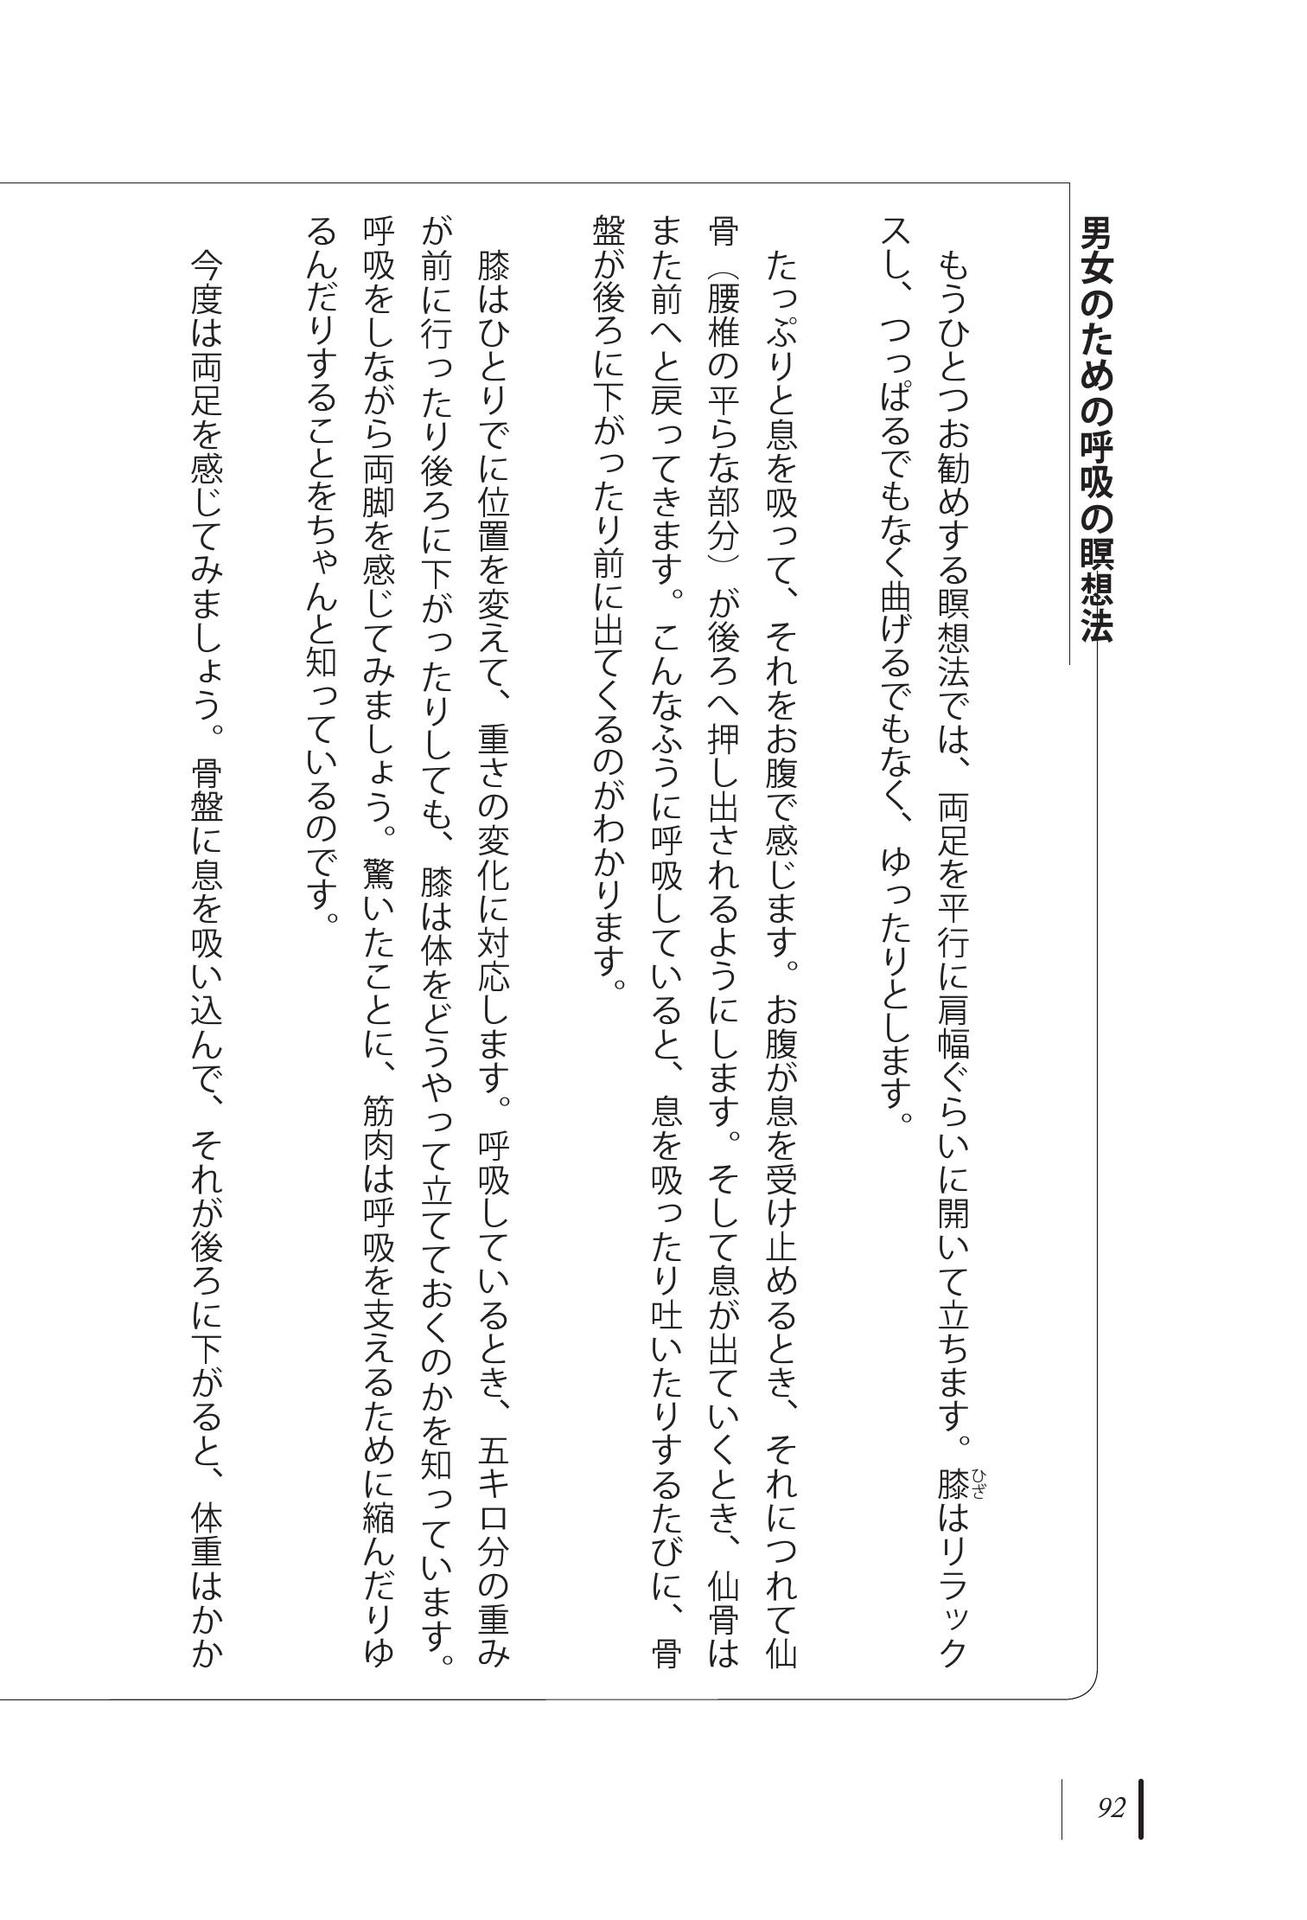 男女のための呼吸の瞑想法
もうひとつお勧めする瞑想法では、両足を平行に肩幅ぐらいに開いて立ちます。膝はリラック
ひざ
スし、つっぱるでもなく曲げるでもなく、ゆったりとします。
たっぷりと息を吸って、それをお腹で感じます。お腹が息を受け止めるとき、それにつれて仙
骨（腰椎の平らな部分）が後ろへ押し出されるようにします。そして息が出ていくとき、仙骨は
また前へと戻ってきます。こんなふうに呼吸していると、息を吸ったり吐いたりするたびに、骨
盤が後ろに下がったり前に出てくるのがわかります。
膝はひとりでに位置を変えて、重さの変化に対応します。呼吸しているとき、五キロ分の重み
が前に行ったり後ろに下がったりしても、膝は体をどうやって立てておくのかを知っています。
呼吸をしながら両脚を感じてみましょう。驚いたことに、筋肉は呼吸を支えるために縮んだりゆ
るんだりすることをちゃんと知っているのです。
今度は両足を感じてみましょう。骨盤に息を吸い込んで、それが後ろに下がると、体重はかか
92